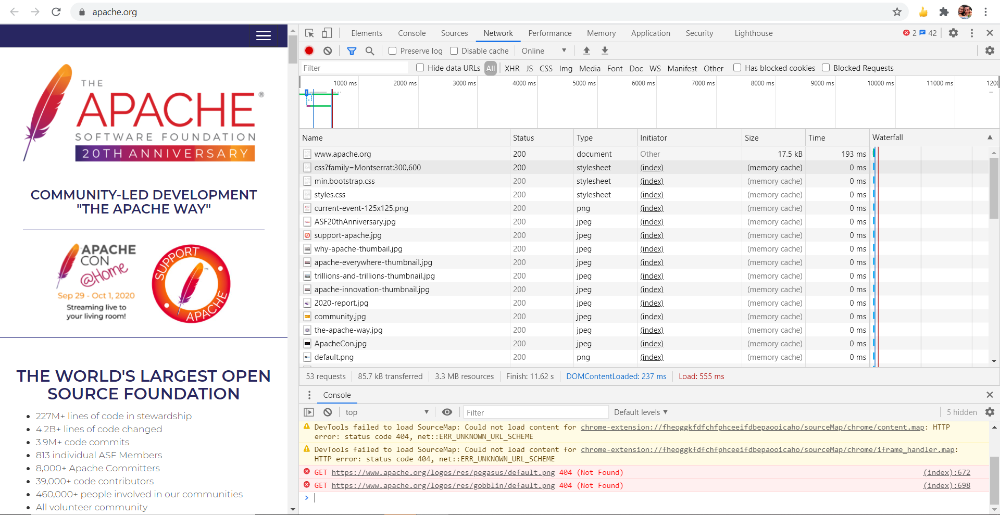 apache.org
THE
APACHE®
SOFTWARE FOUNDATION
20TH ANNIVERSARY
COMMUNITY-LED DEVELOPMENT
"THE APACHE WAY"
APACHE
CON
@Home
Sep 29 - Oct 1, 2020
Streaming live to
your living room!
SUPPORT
APACHE
TM
THE WORLD'S LARGEST OPEN
SOURCE FOUNDATION
227M+ lines of code in stewardship
4.2B+ lines of code changed
3.9M+ code commits
813 individual ASF Members
8,000+ Apache Committers
39,000+ code contributors
460,000+ people involved in our communities
All volunteer community
Elements Console Sources Network Performance Memory Application Security Lighthouse 2 42
Preserve log Disable cache Online
Filter Hide data URLs All XHR JS CSS Img Media Font Doc WS Manifest Other Has blocked cookies Blocked Requests
1000 ms 2000 ms 3000 ms 4000 ms 5000 ms 6000 ms 7000 ms 8000 ms 9000 ms 10000 ms 11000 ms
Name Status Type Initiator Size Time Waterfall
www.apache.org 200 document Other 17.5 kB 193 ms
css?family=Montserrat:300,600 200 stylesheet (index) (memory cache) 0 ms
min.bootstrap.css 200 stylesheet (index) (memory cache) 0 ms
styles.css 200 stylesheet (index) (memory cache) 0 ms
current-event-125x125.png 200 png (index) (memory cache) 0 ms
ASF20thAnniversary.jpg 200 jpeg (index) (memory cache) 0 ms
support-apache.jpg 200 jpeg (index) (memory cache) 0 ms
why-apache-thumbail.jpg 200 jpeg (index) (memory cache) 0 ms
apache-everywhere-thumbnail.jpg 200 jpeg (index) (memory cache) 0 ms
trillions-and-trillions-thumbnail.jpg 200 jpeg (index) (memory cache) 0 ms
apache-innovation-thumbnail.jpg 200 jpeg (index) (memory cache) 0 ms
2020-report.jpg 200 jpeg (index) (memory cache) 0 ms
community.jpg 200 jpeg (index) (memory cache) 0 ms
the-apache-way.jpg 200 jpeg (index) (memory cache) 0 ms
ApacheCon.jpg 200 jpeg (index) (memory cache) 0 ms
default.png 200 png (index) (memory cache) 0 ms
53 requests 85.7 kB transferred 3.3 MB resources Finish: 11.62 s DOMContentLoaded: 237 ms Load: 555 ms
Console
top Filter Default levels 5 hidden
DevTools failed to load SourceMap: Could not load content for chrome-extension://fheoggkfdfchfphceeifdbepaooicaho/sourceMap/chrome/content.map: HTTP
error: status code 404, net::ERR_UNKNOWN_URL_SCHEME
DevTools failed to load SourceMap: Could not load content for chrome-extension://fheoggkfdfchfphceeifdbepaooicaho/sourceMap/chrome/iframe_handler.map:
HTTP error: status code 404, net::ERR_UNKNOWN_URL_SCHEME
GET https://www.apache.org/logos/res/pegasus/default.png 404 (Not Found) (index):672
GET https://www.apache.org/logos/res/gobblin/default.png 404 (Not Found) (index):698